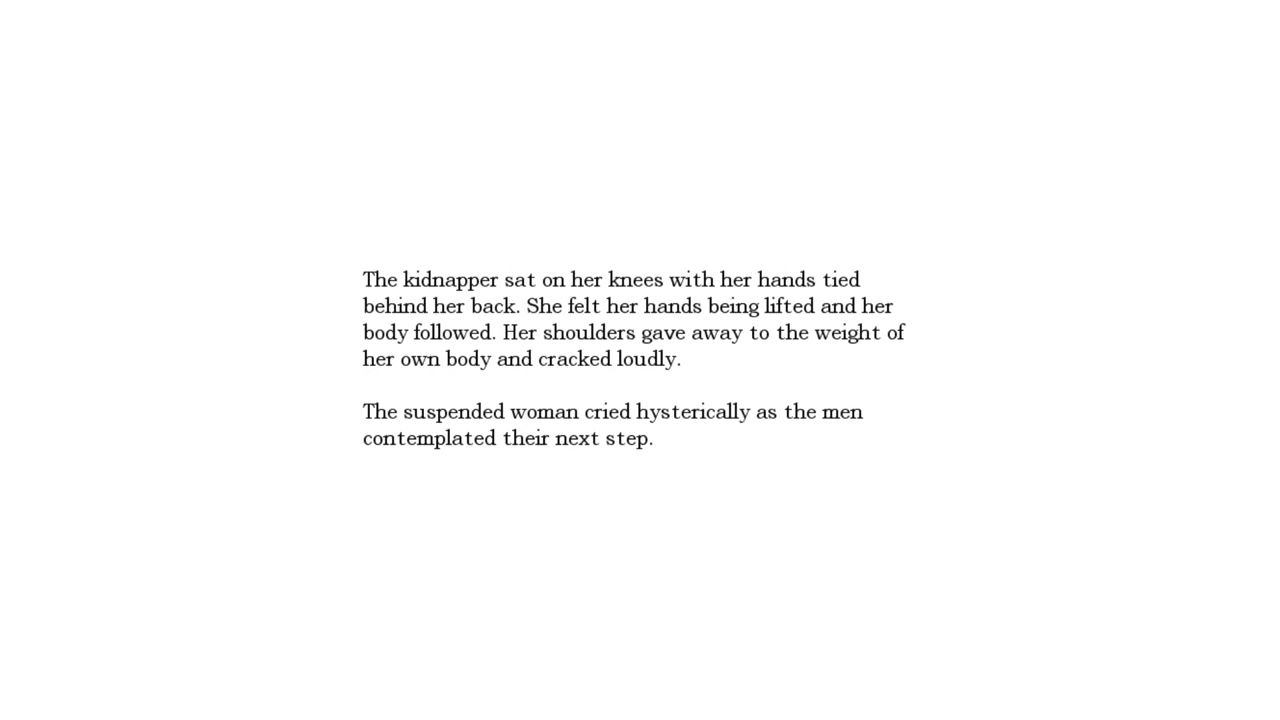 The kidnapper sat on her knees with her hands tied
behind her back. She felt her hands being lifted and her
body followed. Her shoulders gave away to the weight of
her own body and cracked loudly.
The suspended woman cried hysterically as the men
contemplated their next step.